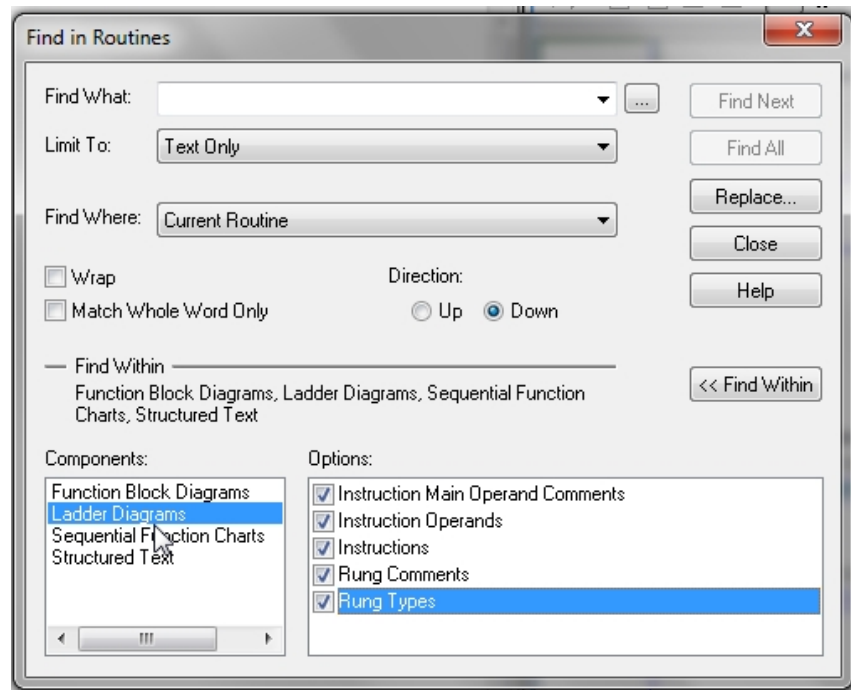 Find in Routines
Find What:
...
Find Next
Limit To:
Text Only
Find All
Replace...
Find Where:
Current Routine
Close
Wrap
Direction:
Help
Match Whole Word Only
Up
Down
Find Within
<< Find Within
Function Block Diagrams, Ladder Diagrams, Sequential Function
Charts, Structured Text
Components:
Options:
Function Block Diagrams
Ladder Diagrams
Sequential Function Charts
Structured Text
Instruction Main Operand Comments
Instruction Operands
Instructions
Rung Comments
Rung Types